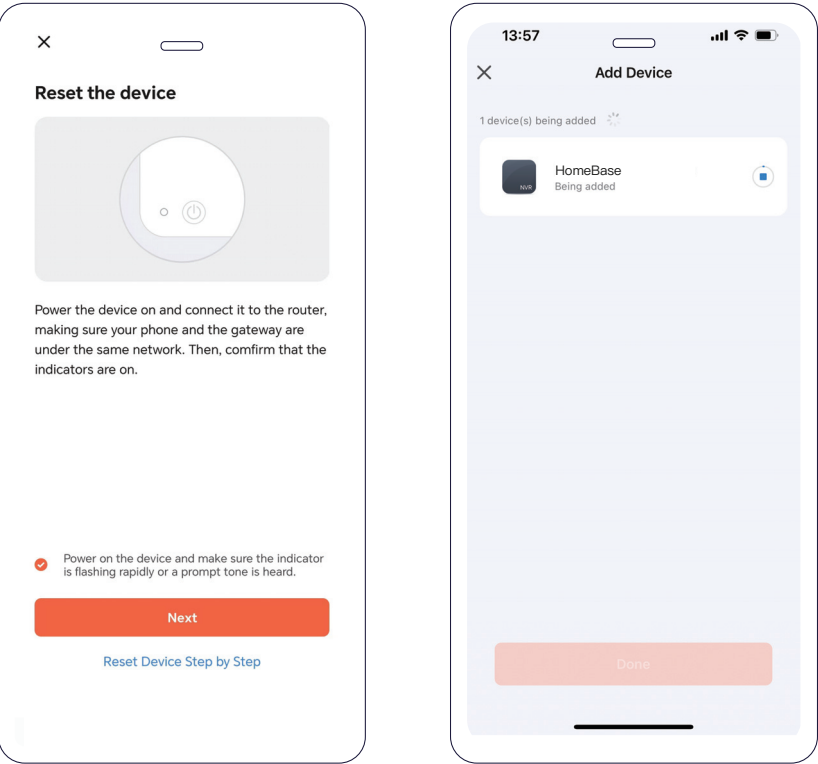 Reset the device
Power the device on and connect it to the router,
making sure your phone and the gateway are
under the same network. Then, comfirm that the
indicators are on.
Power on the device and make sure the indicator
is flashing rapidly or a prompt tone is heard.
Next
Reset Device Step by Step
13:57
Add Device
1 device(s) being added
HomeBase
NVR
Being added
Done